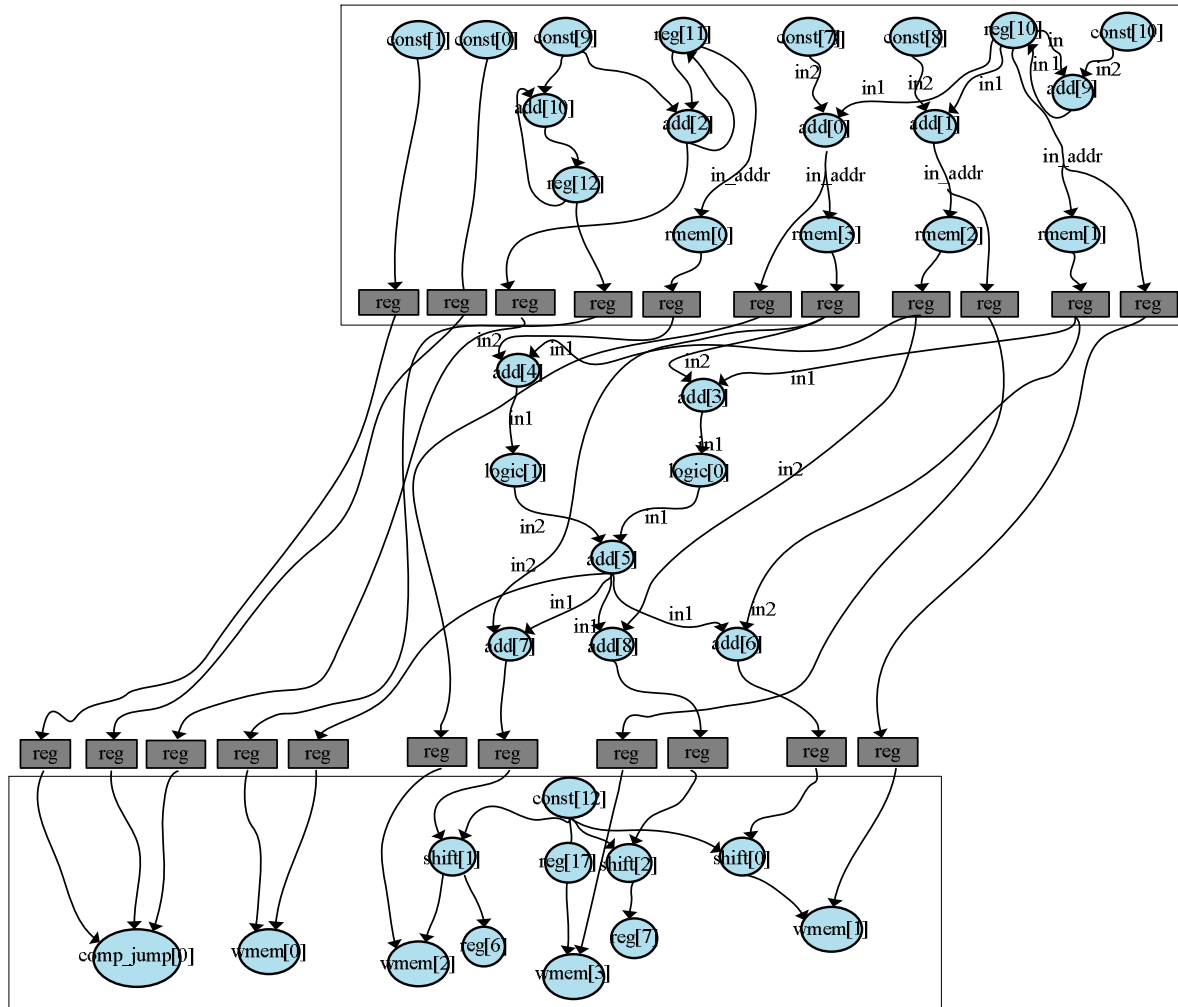 const[1]
const[0]
const[9]
reg[11]
const[7]
const[8]
reg[10]
const[10]
in
in1
in2
in2
in1
in2
in1
add[9]
add[10]
add[2]
add[0]
add[1]
in_addr
in_addr
in_addr
in_addr
reg[12]
rmem[0]
rmem[3]
rmem[2]
rmem[1]
reg
reg
reg
reg
reg
reg
reg
reg
reg
reg
reg
in2
in1
add[4]
in2
in1
add[3]
in1
in1
logic[1]
logic[0]
in2
in2
in1
add[5]
in2
in1
in1
in1
in2
add[7]
add[8]
add[6]
reg
reg
reg
reg
reg
reg
reg
reg
reg
reg
reg
const[12]
shift[1]
reg[17]
shift[2]
shift[0]
comp_jump[0]
wmem[0]
wmem[2]
reg[6]
wmem[3]
reg[7]
wmem[1]